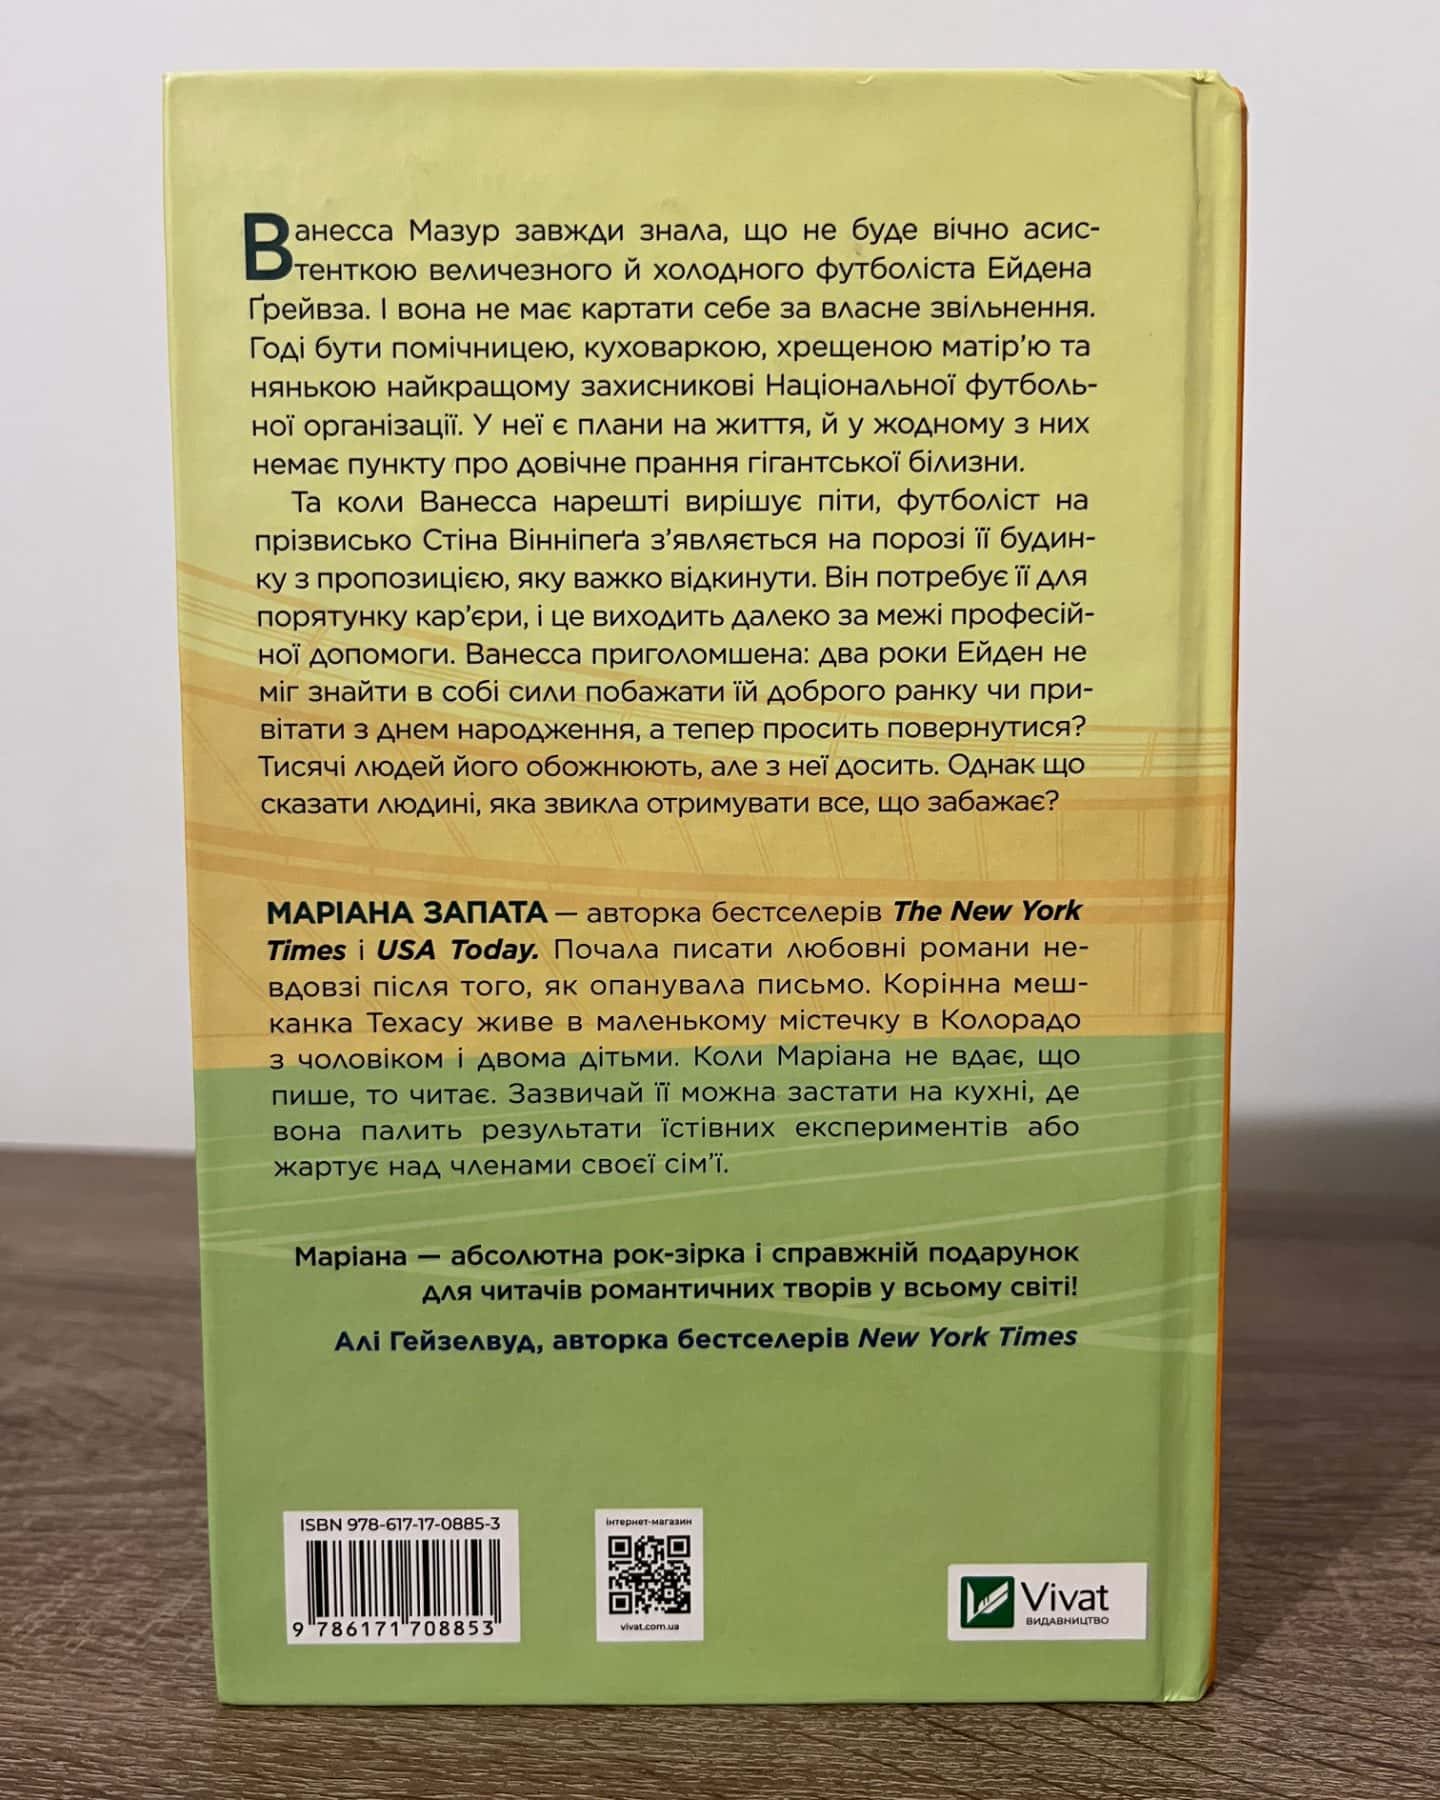 Ванесса Мазур завжди знала, що не буде вічно асис-
тенткою величезного й холодного футболіста Ейдена
Ґрейвза. І вона не має картати себе за власне звільнення.
Годі бути помічницею, куховаркою, хрещеною матір’ю та
нянькою найкращому захисникові Національної футболь-
ної організації. У неї є плани на життя, й у жодному з них
немає пункту про довічне прання гігантської білизни.
Та коли Ванесса нарешті вирішує піти, футболіст на
прізвисько Стіна Вінніпеґа з’являється на порозі її будин-
ку з пропозицією, яку важко відкинути. Він потребує її для
порятунку кар’єри, і це виходить далеко за межі професій-
ної допомоги. Ванесса приголомшена: два роки Ейден не
міг знайти в собі сили побажати їй доброго ранку чи при-
вітати з днем народження, а тепер просить повернутися?
Тисячі людей його обожнюють, але з неї досить. Однак що
сказати людині, яка звикла отримувати все, що забажає?
МАРІАНА ЗАПАТА — авторка бестселерів The New York
Times і USA Today. Почала писати любовні романи не-
вдовзі після того, як опанувала письмо. Корінна меш-
канка Техасу живе в маленькому містечку в Колорадо
з чоловіком і двома дітьми. Коли Маріана не вдає, що
пише, то читає. Зазвичай її можна застати на кухні, де
вона палить результати їстівних експериментів або
жартує над членами своєї сім’ї.
Маріана — абсолютна рок-зірка і справжній подарунок
для читачів романтичних творів у всьому світі!
Алі Гейзелвуд, авторка бестселерів New York Times
ISBN 978-617-17-0885-3
9 786171 708853
інтернет-магазин
vivat.com.ua
Vivat
ВИДАВНИЦТВО